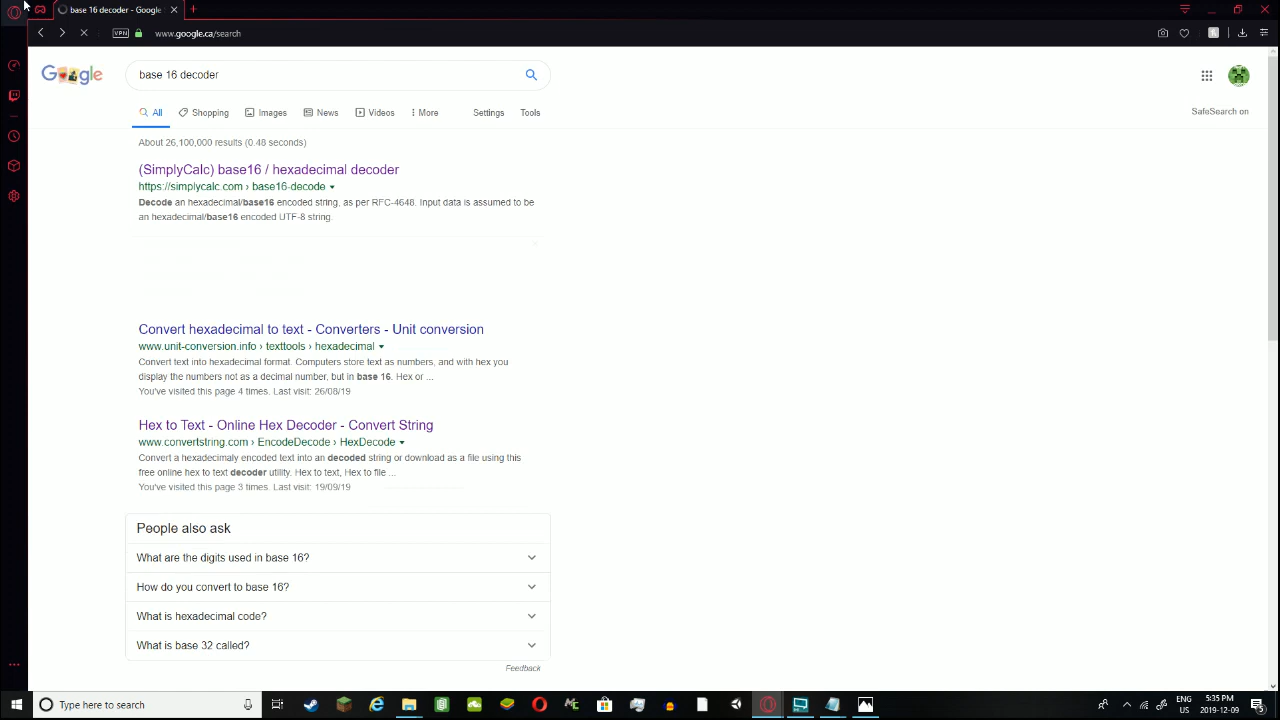 base 16 decoder - Google
VPN
www.google.ca/search
Google
base 16 decoder
All
Shopping
Images
News
Videos
More
Settings
Tools
SafeSearch on
About 26,100,000 results (0.48 seconds)
(SimplyCalc) base16 / hexadecimal decoder
https://simplycalc.com › base16-decode
Decode an hexadecimal/base16 encoded string, as per RFC-4648. Input data is assumed to be
an hexadecimal/base16 encoded UTF-8 string.
Convert hexadecimal to text - Converters - Unit conversion
www.unit-conversion.info › texttools › hexadecimal
Convert text into hexadecimal format. Computers store text as numbers, and with hex you
display the numbers not as a decimal number, but in base 16. Hex or ...
You've visited this page 4 times. Last visit: 26/08/19
Hex to Text - Online Hex Decoder - Convert String
www.convertstring.com › EncodeDecode › HexDecode
Convert a hexadecimaly encoded text into an decoded string or download as a file using this
free online hex to text decoder utility. Hex to text, Hex to file ...
You've visited this page 3 times. Last visit: 19/09/19
People also ask
What are the digits used in base 16?
How do you convert to base 16?
What is hexadecimal code?
What is base 32 called?
Feedback
Type here to search
ENG
US
5:35 PM
2019-12-09